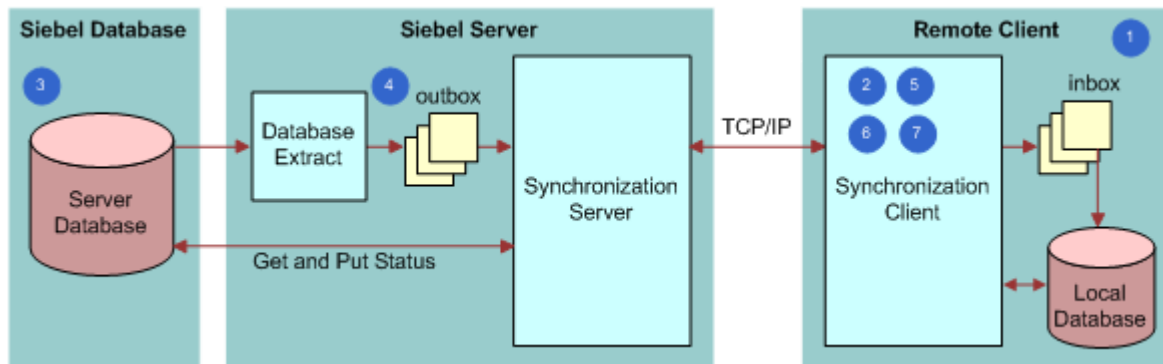 Siebel Database
Siebel Server
Remote Client
1
3
4
2
5
outbox
inbox
Database
Extract
TCP/IP
6
7
Server
Database
Synchronization
Server
Synchronization
Client
Get and Put Status
Local
Database